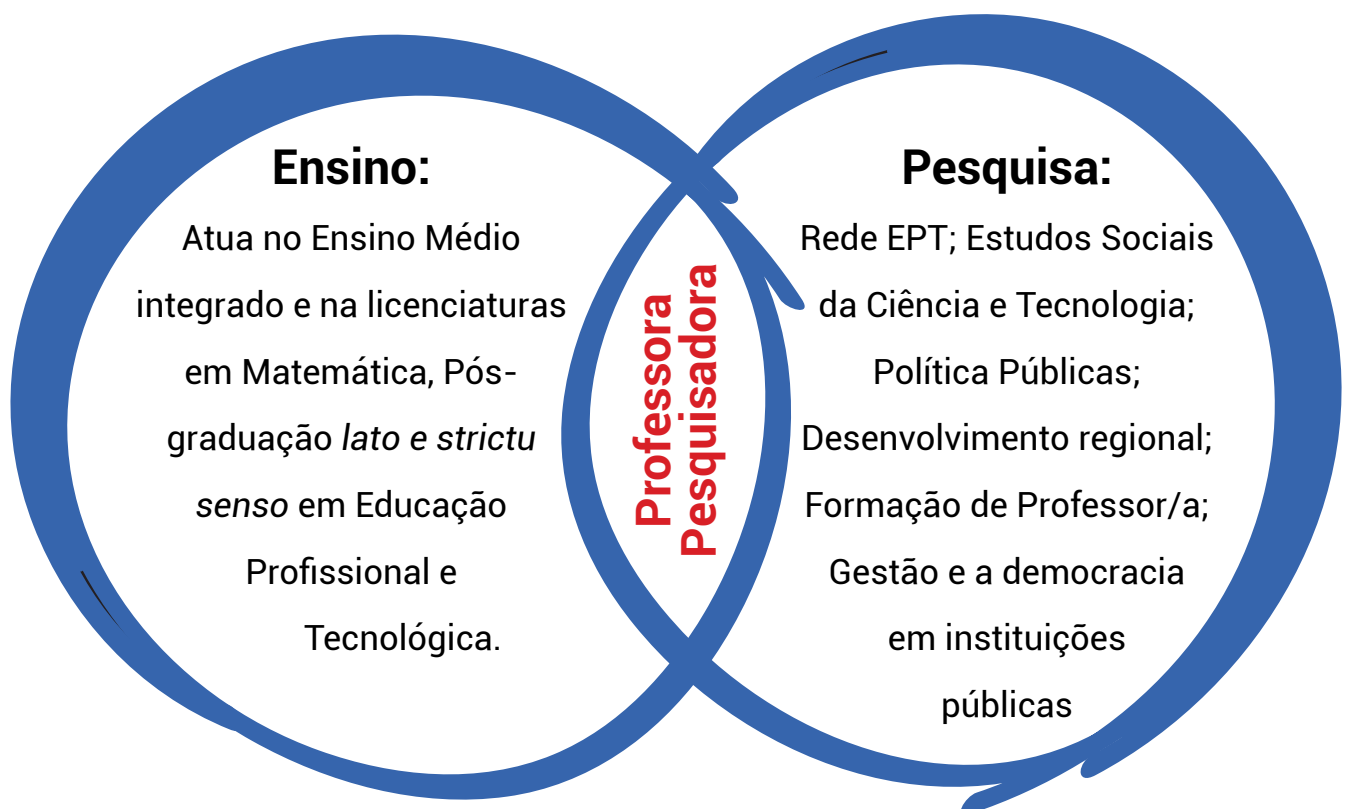 Ensino:
Atua no Ensino Médio
integrado e na licenciaturas
em Matemática, Pós-
graduação lato e strictu
senso em Educação
Profissional e
Tecnológica.
Professora
Pesquisadora
Pesquisa:
Rede EPT; Estudos Sociais
da Ciência e Tecnologia;
Política Públicas;
Desenvolvimento regional;
Formação de Professor/a;
Gestão e a democracia
em instituições
públicas